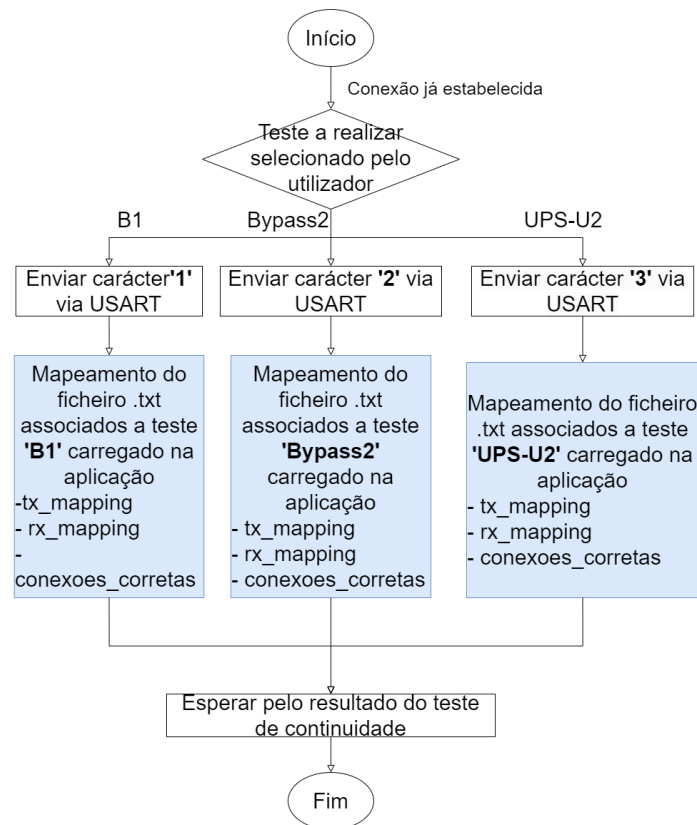 Início
Conexão já estabelecida
Teste a realizar
selecionado pelo
utilizador
B1
Bypass2
UPS-U2
Enviar carácter'1'
via USART
Enviar carácter '2' via
USART
Enviar carácter '3' via
USART
Mapeamento do
ficheiro .txt
associados a teste
'B1' carregado na
aplicação
-tx_mapping
- rx_mapping
-
conexoes_corretas
Mapeamento do
ficheiro .txt
associados a teste
'Bypass2'
carregado na
aplicação
- tx_mapping
- rx_mapping
- conexoes_corretas
Mapeamento do ficheiro
.txt associados a teste
'UPS-U2' carregado na
aplicação
- tx_mapping
- rx_mapping
- conexoes_corretas
Esperar pelo resultado do teste
de continuidade
Fim